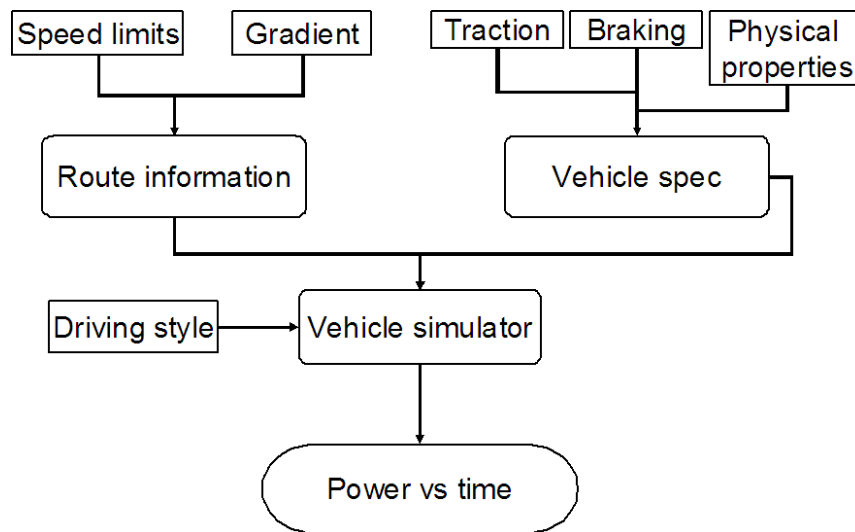 Speed limits
Gradient
Traction
Braking
Physical
properties
Route information
Vehicle spec
Driving style
Vehicle simulator
Power vs time